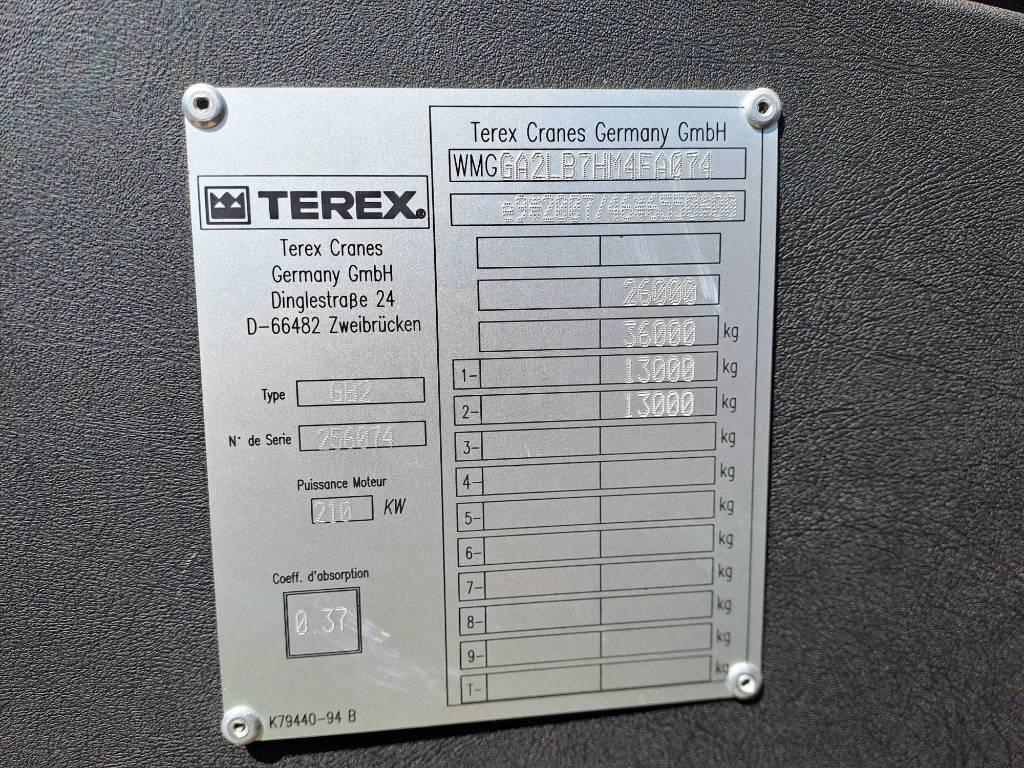 TEREX®
Terex Cranes
Germany GmbH
Dinglestraße 24
D-66482 Zweibrücken
Type GB2
N° de Serie 256074
Puissance Moteur
210 KW
Coeff. d'absorption
0.37
K79440-94 B
Terex Cranes Germany GmbH
WMGGA2LB7HM4FA074
26000
36000 kg
1- 13000 kg
2- 13000 kg
3- kg
4- kg
5- kg
6- kg
7- kg
8- kg
9- kg
T- kg